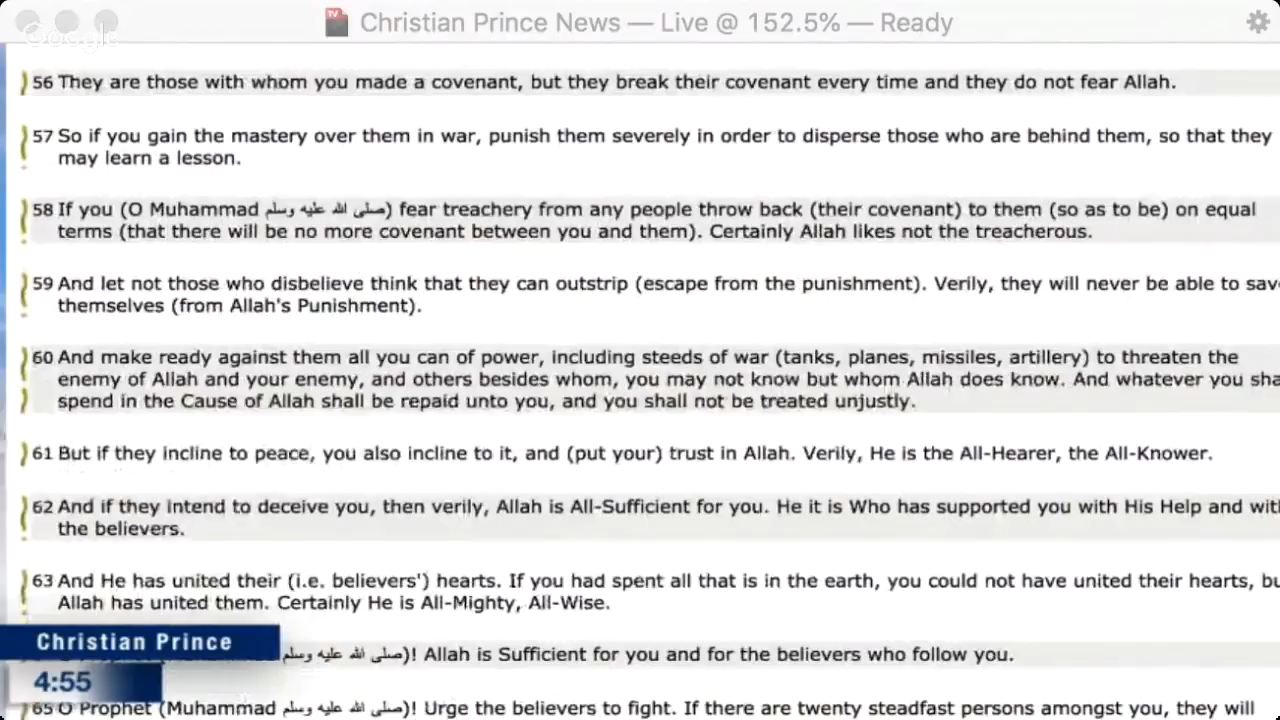 Christian Prince News — Live @ 152.5% — Ready
Google
56 They are those with whom you made a covenant, but they break their covenant every time and they do not fear Allah.
57 So if you gain the mastery over them in war, punish them severely in order to disperse those who are behind them, so that they
may learn a lesson.
58 If you (O Muhammad صلى الله عليه وسلم) fear treachery from any people throw back (their covenant) to them (so as to be) on equal
terms (that there will be no more covenant between you and them). Certainly Allah likes not the treacherous.
59 And let not those who disbelieve think that they can outstrip (escape from the punishment). Verily, they will never be able to sav
themselves (from Allah's Punishment).
60 And make ready against them all you can of power, including steeds of war (tanks, planes, missiles, artillery) to threaten the
enemy of Allah and your enemy, and others besides whom, you may not know but whom Allah does know. And whatever you sha
spend in the Cause of Allah shall be repaid unto you, and you shall not be treated unjustly.
61 But if they incline to peace, you also incline to it, and (put your) trust in Allah. Verily, He is the All-Hearer, the All-Knower.
62 And if they intend to deceive you, then verily, Allah is All-Sufficient for you. He it is Who has supported you with His Help and wit
the believers.
63 And He has united their (i.e. believers') hearts. If you had spent all that is in the earth, you could not have united their hearts, bu
Allah has united them. Certainly He is All-Mighty, All-Wise.
Christian Prince
صلى الله عليه وسلم)! Allah is Sufficient for you and for the believers who follow you.
4:55
65 O Prophet (Muhammad صلى الله عليه وسلم)! Urge the believers to fight. If there are twenty steadfast persons amongst you, they will